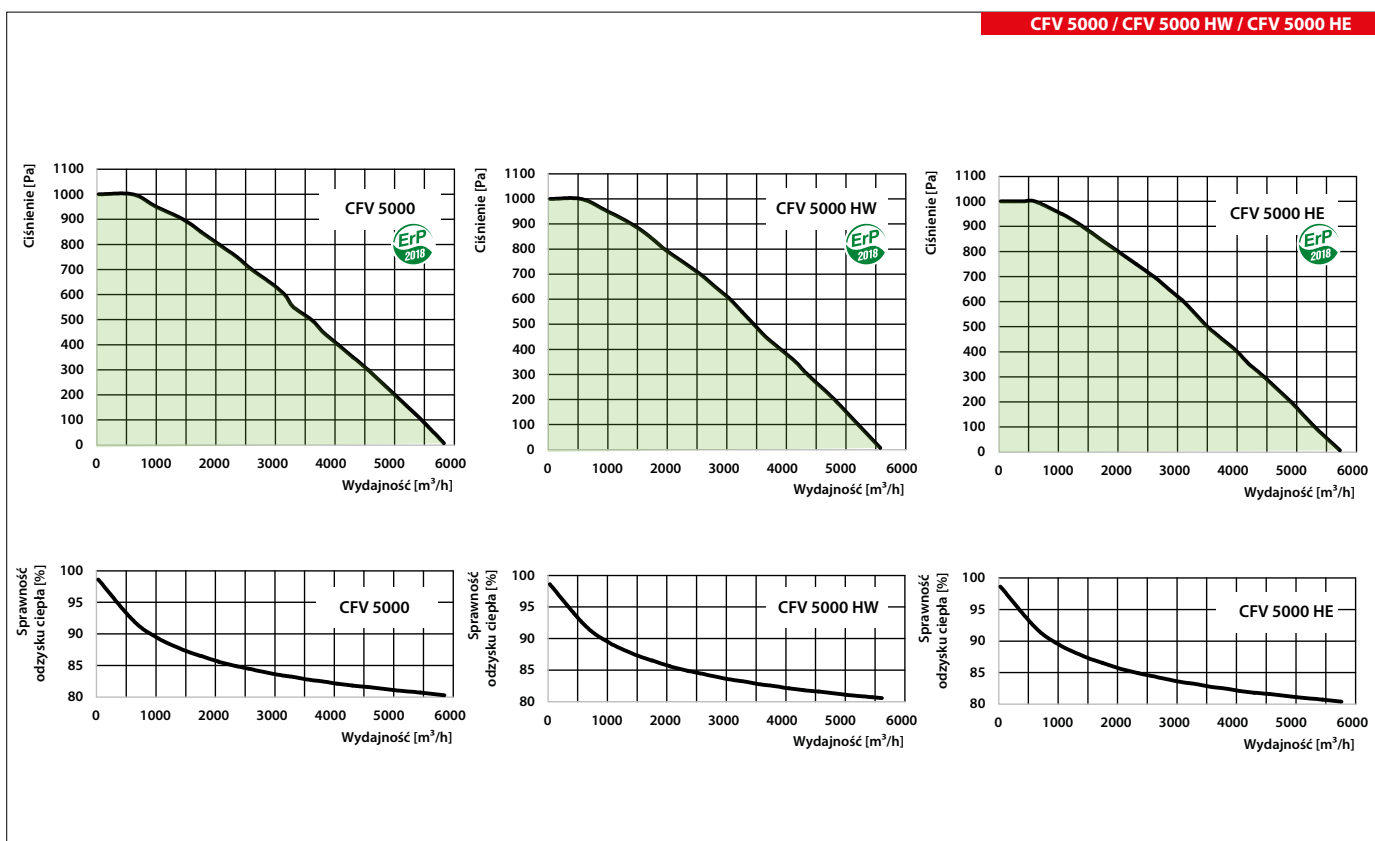 CFV 5000 / CFV 5000 HW / CFV 5000 HE
Ciśnienie [Pa]
1100
1000
900
800
700
600
500
400
300
200
100
0
CFV 5000
ErP
2018
0 1000 2000 3000 4000 5000 6000
Wydajność [m³/h]
Ciśnienie [Pa]
1100
1000
900
800
700
600
500
400
300
200
100
0
CFV 5000 HW
ErP
2018
0 1000 2000 3000 4000 5000 6000
Wydajność [m³/h]
Ciśnienie [Pa]
1100
1000
900
800
700
600
500
400
300
200
100
0
CFV 5000 HE
ErP
2018
0 1000 2000 3000 4000 5000 6000
Wydajność [m³/h]
Sprawność
odzysku ciepła [%]
100
95
90
85
80
CFV 5000
0 1000 2000 3000 4000 5000 6000
Wydajność [m³/h]
Sprawność
odzysku ciepła [%]
100
95
90
85
80
CFV 5000 HW
0 1000 2000 3000 4000 5000 6000
Wydajność [m³/h]
Sprawność
odzysku ciepła [%]
100
95
90
85
80
CFV 5000 HE
0 1000 2000 3000 4000 5000 6000
Wydajność [m³/h]